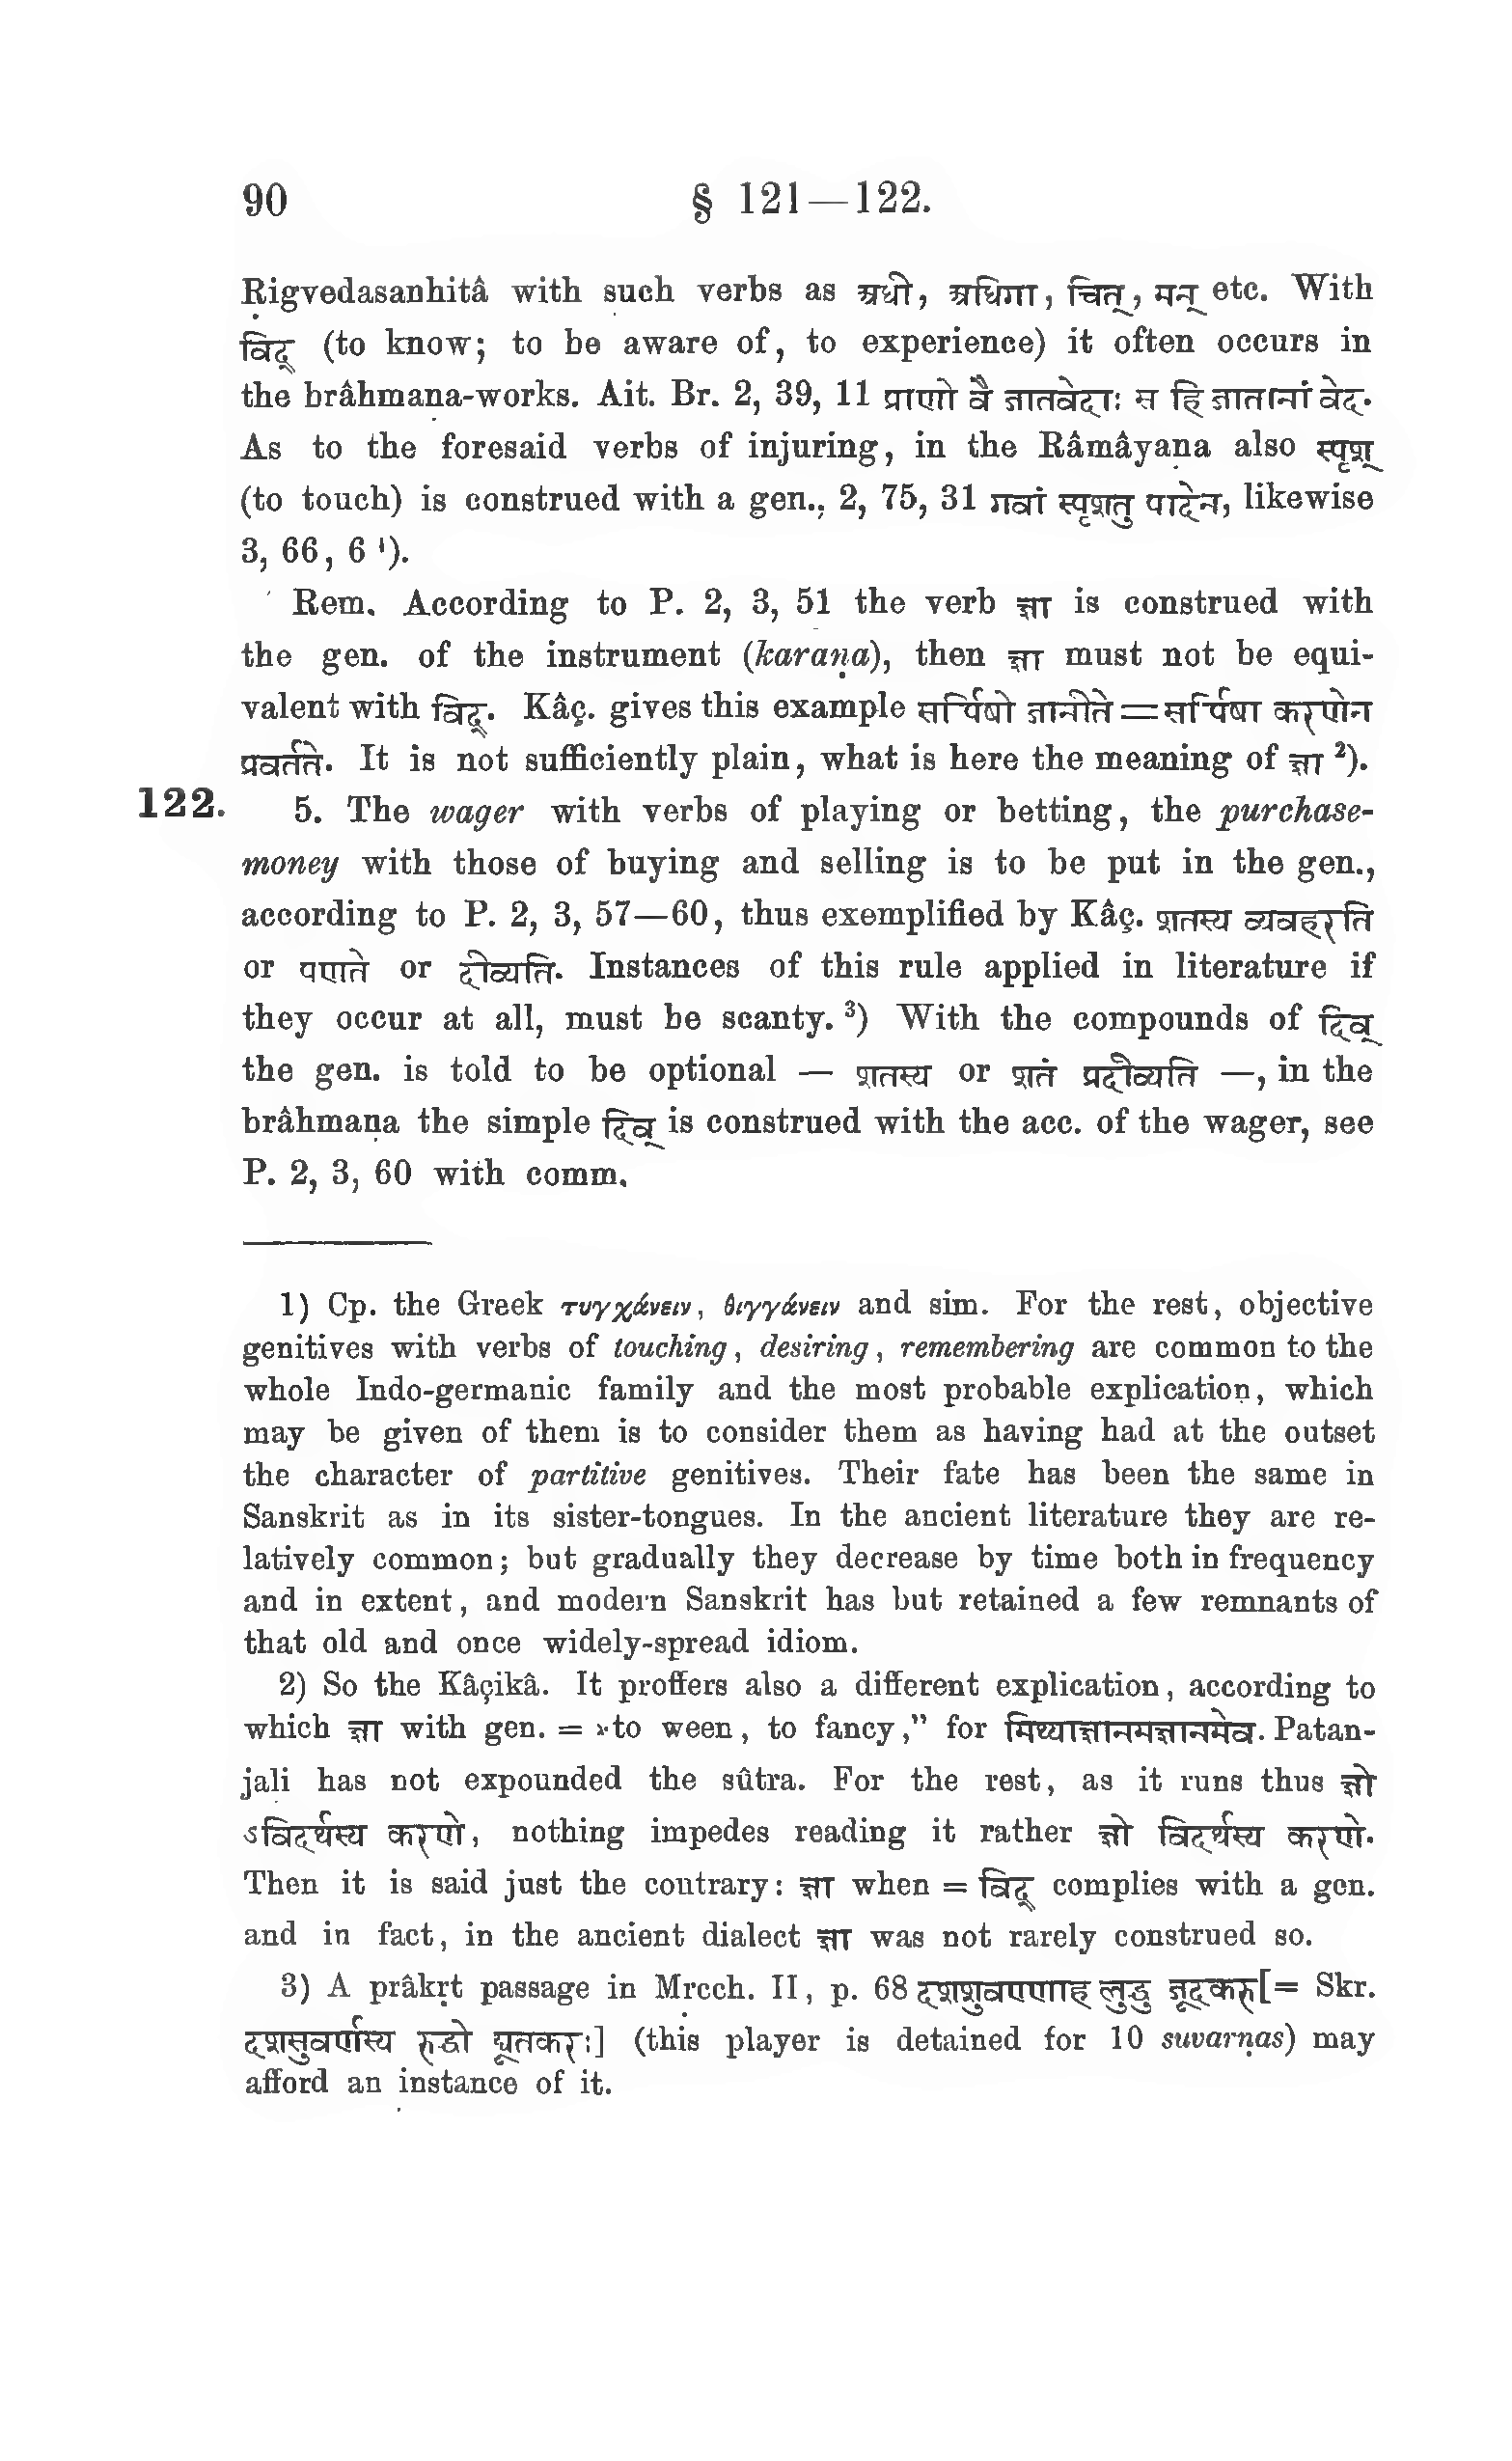 90 § 121—122.
Ṛigvedasanhitâ with such verbs as अधी, अधिगा, चित्, मन् etc. With
विद् (to know; to be aware of, to experience) it often occurs in
the brâhmaṇa-works. Ait. Br. 2, 39, 11 प्राणो वै जातवेदाः स हि जातानां वेद.
As to the foresaid verbs of injuring, in the Râmâyaṇa also स्पृश्
(to touch) is construed with a gen., 2, 75, 31 गवां स्पृशतु पादेन, likewise
3, 66, 6 ¹).
Rem. According to P. 2, 3, 51 the verb ज्ञा is construed with
the gen. of the instrument (karaṇa), then ज्ञा must not be equi-
valent with विद्. Kâç. gives this example सर्पिषो जानीते = सर्पिषा करणेन
प्रवर्तते. It is not sufficiently plain, what is here the meaning of ज्ञा ²).
122. 5. The wager with verbs of playing or betting, the purchase-
money with those of buying and selling is to be put in the gen.,
according to P. 2, 3, 57—60, thus exemplified by Kâç. शतस्य व्यवहरति
or पणते or दीव्यति. Instances of this rule applied in literature if
they occur at all, must be scanty. ³) With the compounds of दिव्
the gen. is told to be optional — शतस्य or शतं प्रदीव्यति —, in the
brâhmaṇa the simple दिव् is construed with the acc. of the wager, see
P. 2, 3, 60 with comm.
1) Cp. the Greek τυγχάνειν, θιγγάνειν and sim. For the rest, objective
genitives with verbs of touching, desiring, remembering are common to the
whole Indo-germanic family and the most probable explication, which
may be given of them is to consider them as having had at the outset
the character of partitive genitives. Their fate has been the same in
Sanskrit as in its sister-tongues. In the ancient literature they are re-
latively common; but gradually they decrease by time both in frequency
and in extent, and modern Sanskrit has but retained a few remnants of
that old and once widely-spread idiom.
2) So the Kâçikâ. It proffers also a different explication, according to
which ज्ञा with gen. = »to ween, to fancy,” for मिथ्याज्ञानमज्ञानमेव. Patan-
jali has not expounded the sûtra. For the rest, as it runs thus ज्ञो
ऽविदर्थस्य करणे, nothing impedes reading it rather ज्ञो विदर्थस्य करणे.
Then it is said just the contrary: ज्ञा when = विद् complies with a gen.
and in fact, in the ancient dialect ज्ञा was not rarely construed so.
3) A prâkṛt passage in Mṛcch. II, p. 68 दशशुवण्णाह लुद्धु जूदकरु [= Skr.
दशसुवर्णस्य रुद्धो द्यूतकरः] (this player is detained for 10 suvarṇas) may
afford an instance of it.